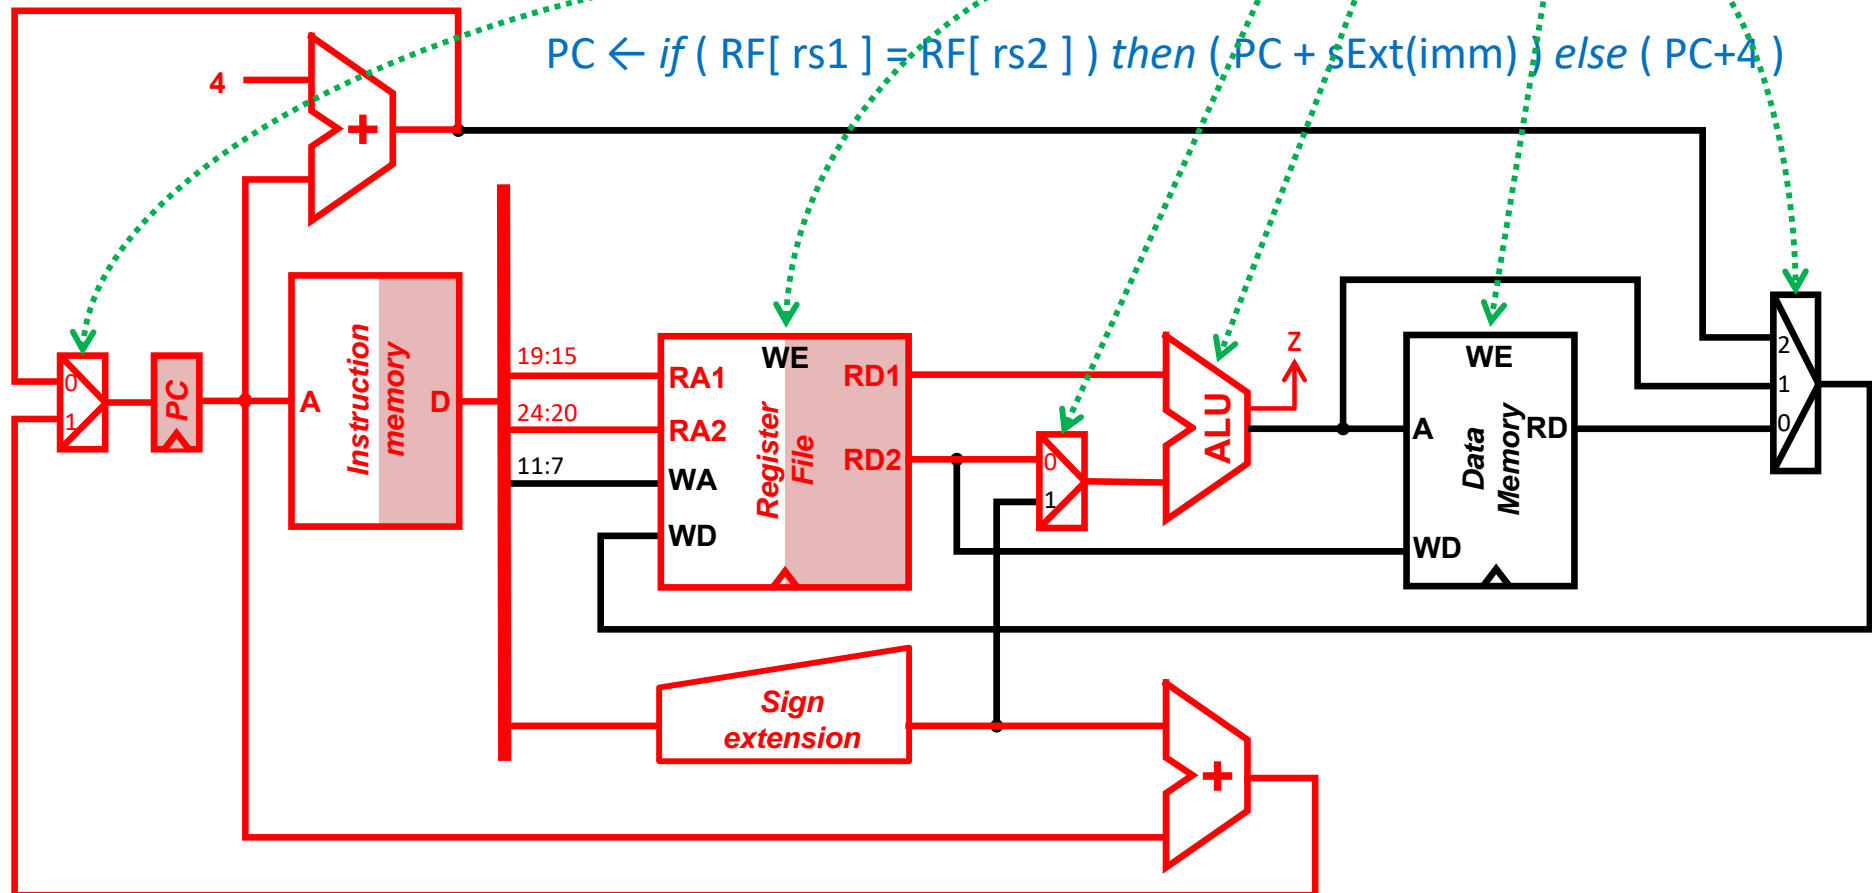 PC ← if ( RF[ rs1 ] = RF[ rs2 ] ) then ( PC + sExt(imm) ) else ( PC+4 )
4
+
0
1
PC
A
Instruction
memory
D
19:15
24:20
11:7
RA1
RA2
WA
WD
WE
Register
File
RD1
RD2
0
1
ALU
Z
A
WD
WE
Data
Memory
RD
2
1
0
Sign
extension
+